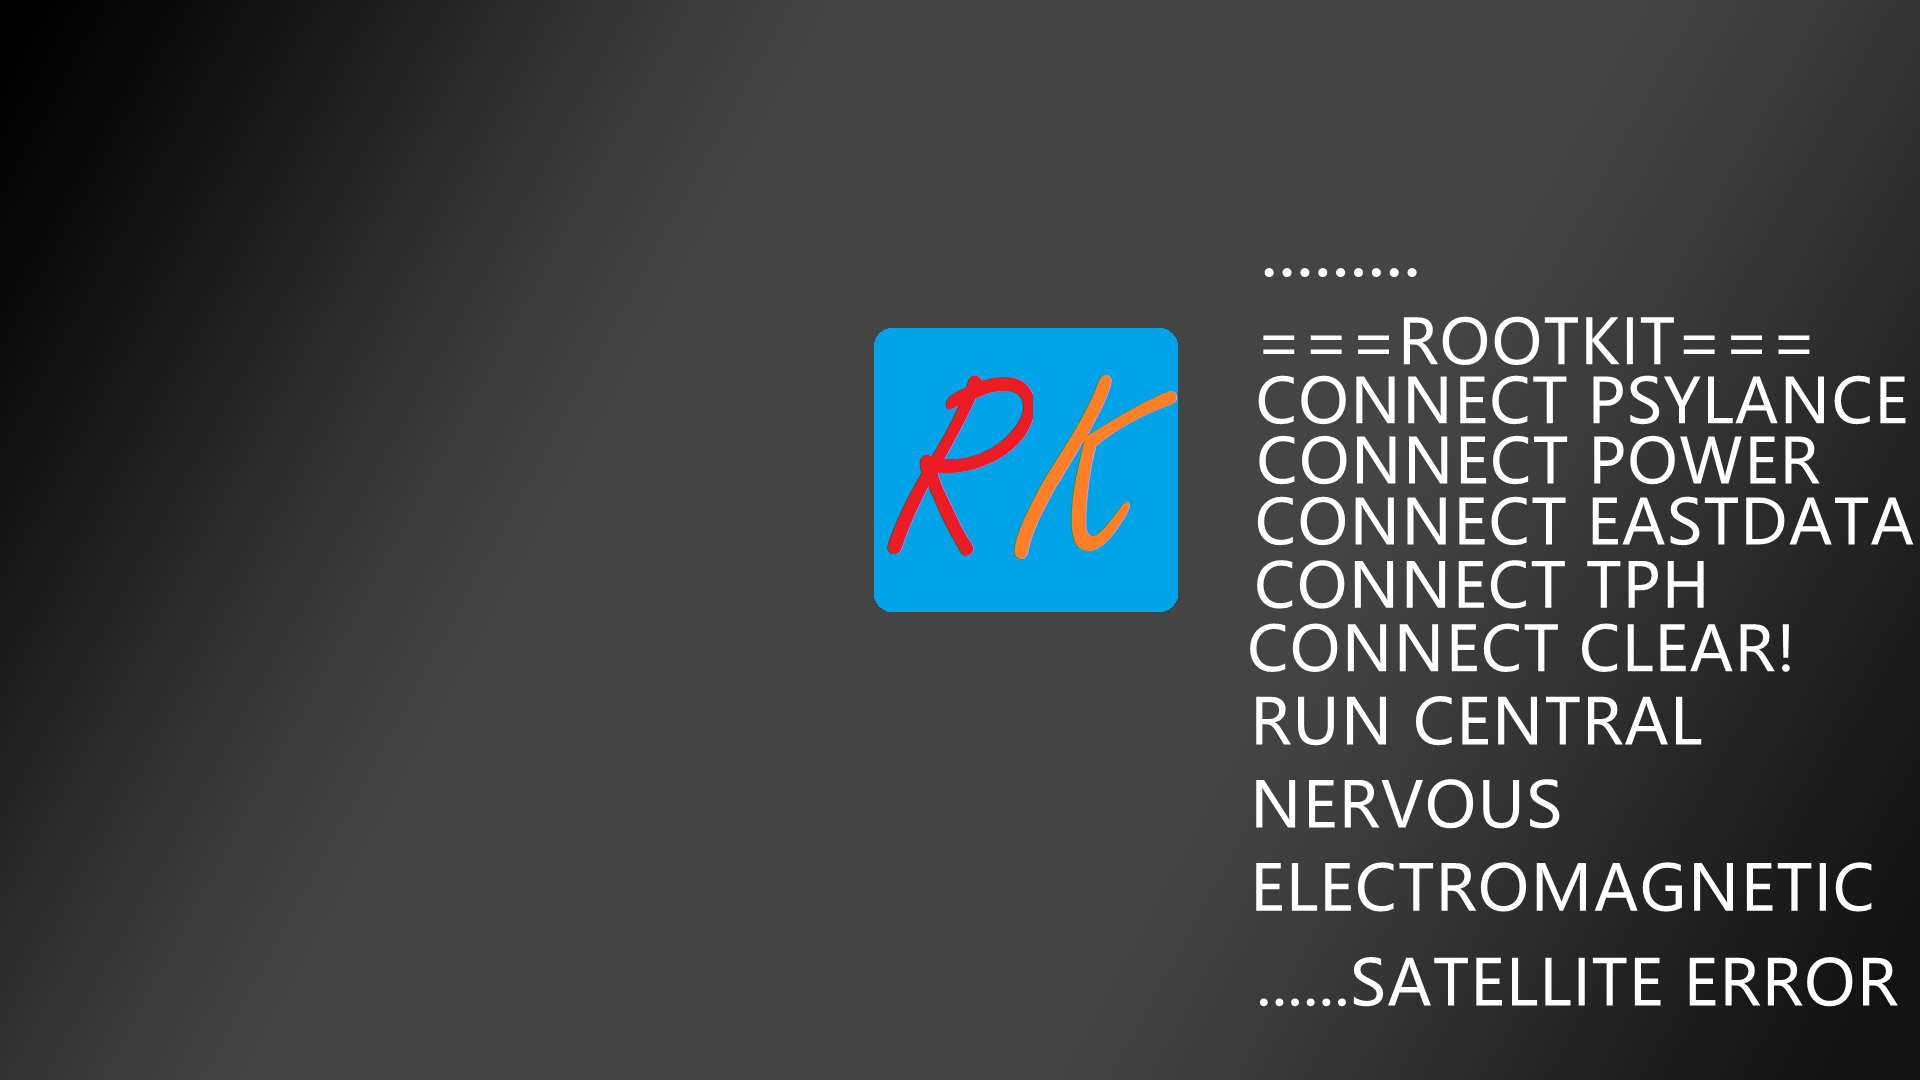 .........
===ROOTKIT===
RK
CONNECT PSYLANCE
CONNECT POWER
CONNECT EASTDATA
CONNECT TPH
CONNECT CLEAR!
RUN CENTRAL
NERVOUS
ELECTROMAGNETIC
......SATELLITE ERROR